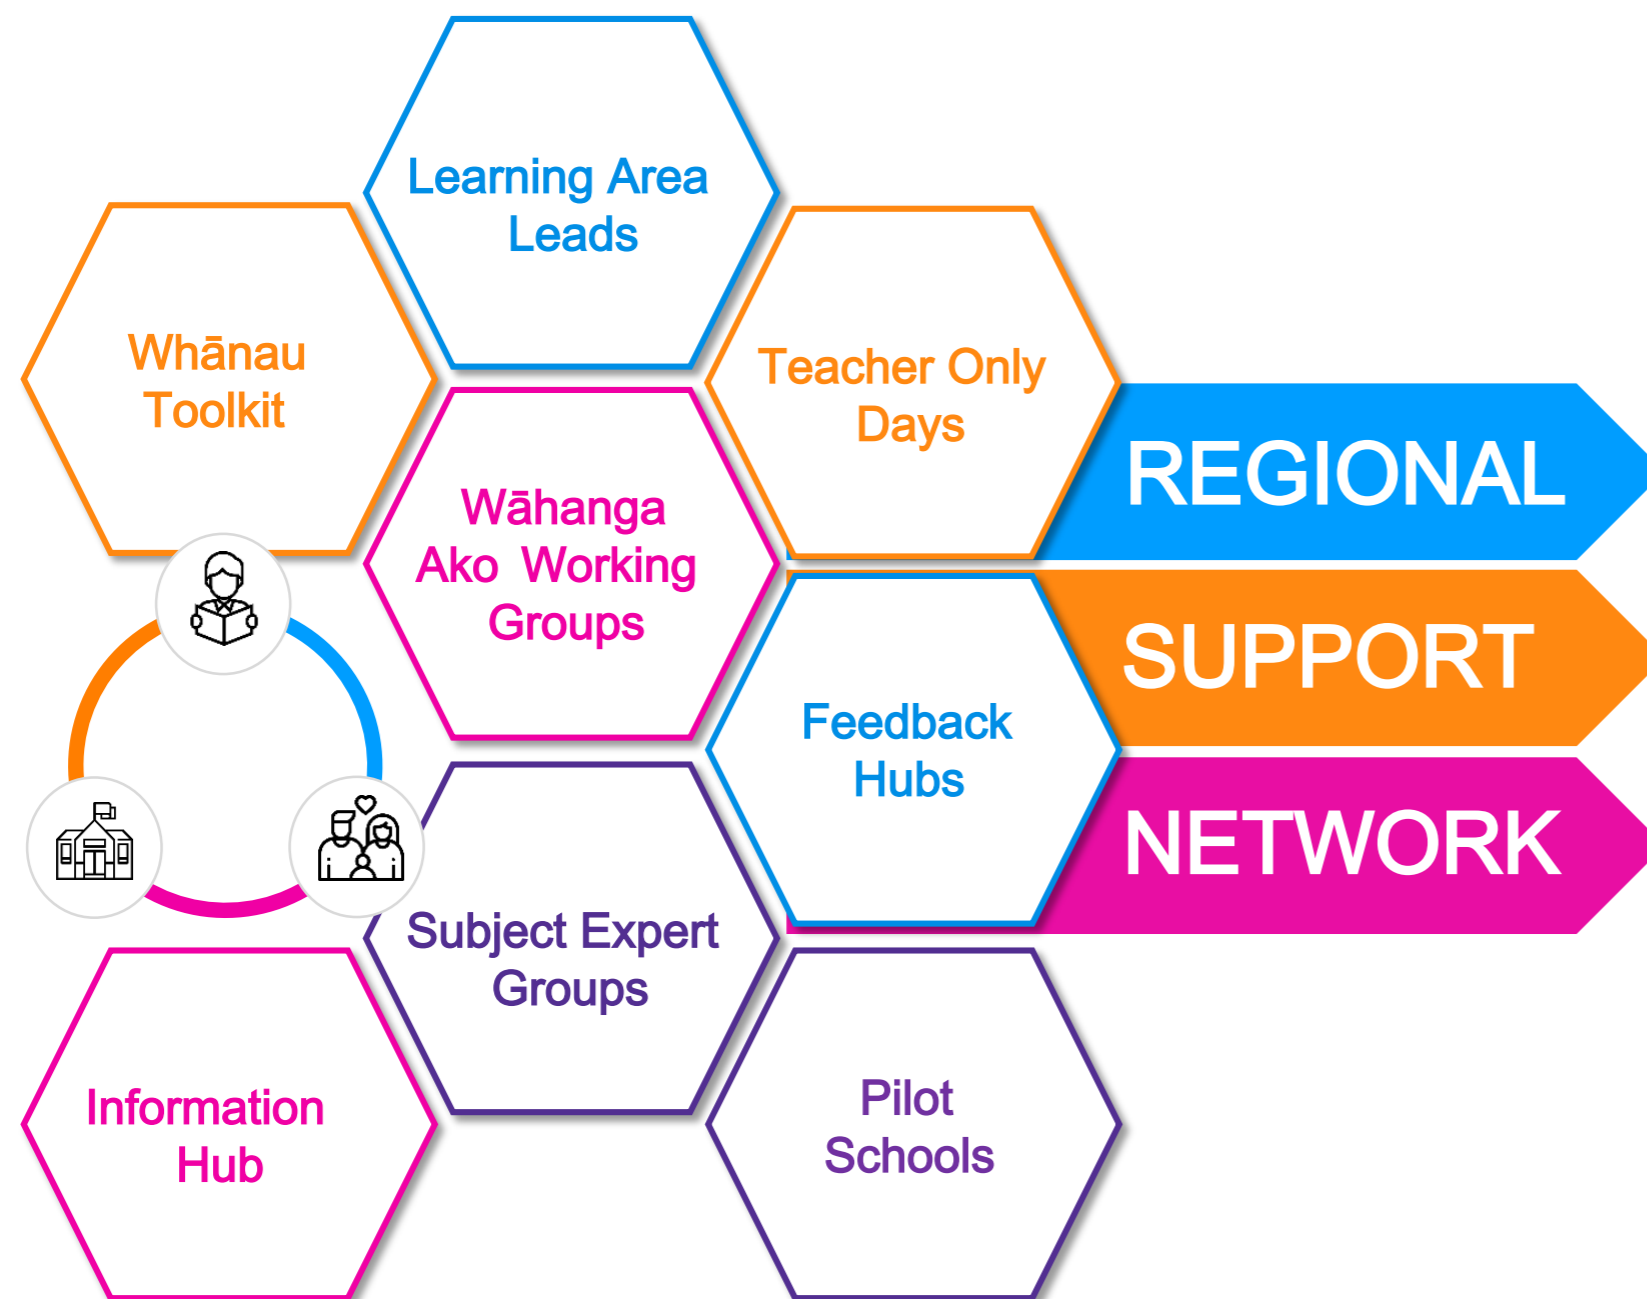 Learning Area
Leads
Whānau
Toolkit
Teacher Only
Days
Wāhanga
Ako Working
Groups
REGIONAL
SUPPORT
NETWORK
Feedback
Hubs
Subject Expert
Groups
Information
Hub
Pilot
Schools